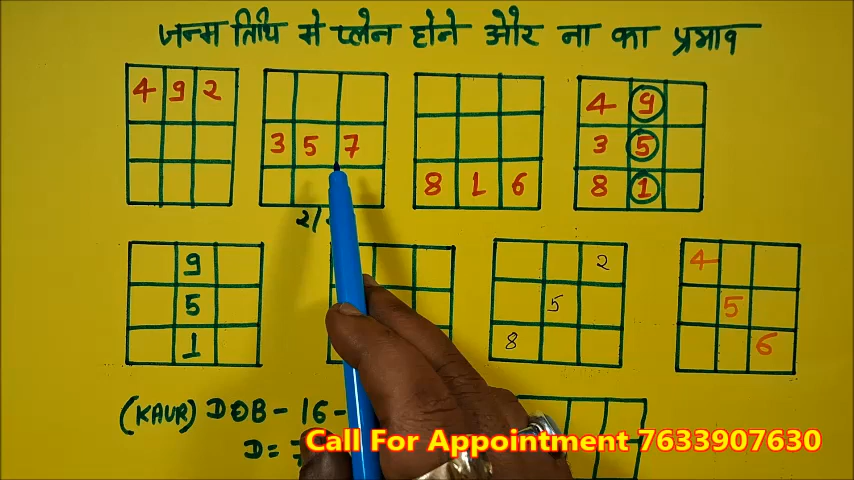 जन्म तिथि से प्लेन होने और ना का प्रभाव
4 9 2
3 5 7
8 1 6
4 9
3 5
8 1
9
5
1
2
5
8
4
5
6
(KAUR) DOB - 16 -
D =
Call For Appointment 7633907630